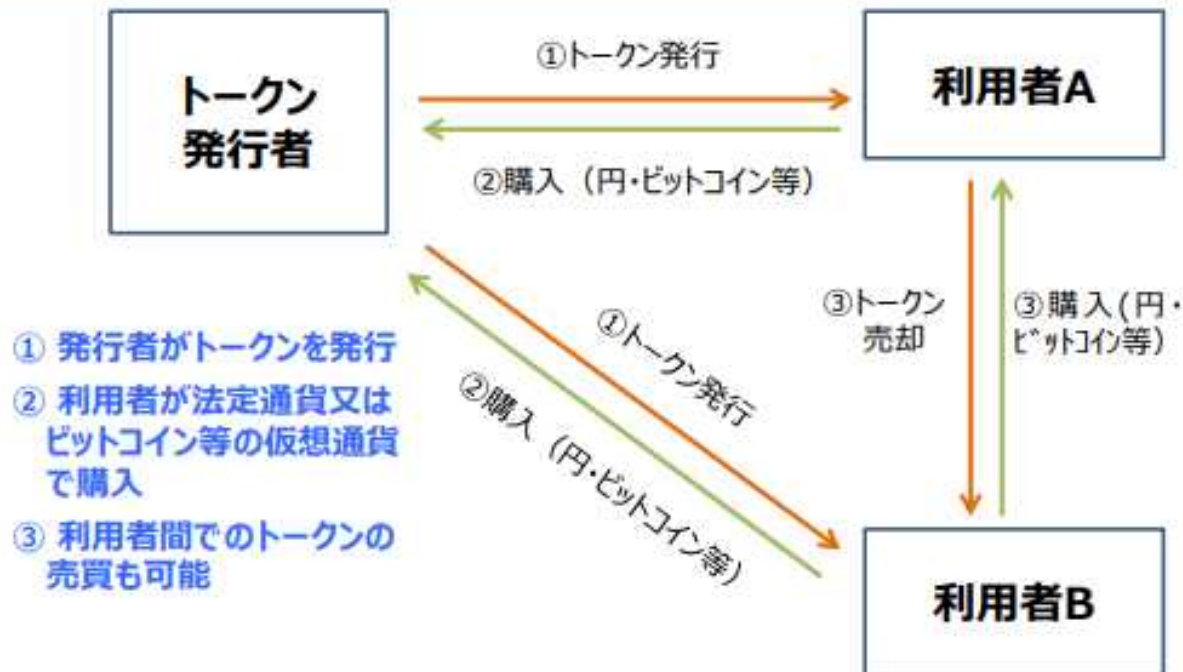 トークン
発行者
①トークン発行
利用者A
②購入（円・ビットコイン等）
③トークン
売却
③購入(円・
ﾋﾞｯﾄｺｲﾝ等)
①トークン発行
②購入（円・ビットコイン等）
① 発行者がトークンを発行
② 利用者が法定通貨又は
ビットコイン等の仮想通貨
で購入
③ 利用者間でのトークンの
売買も可能
利用者B